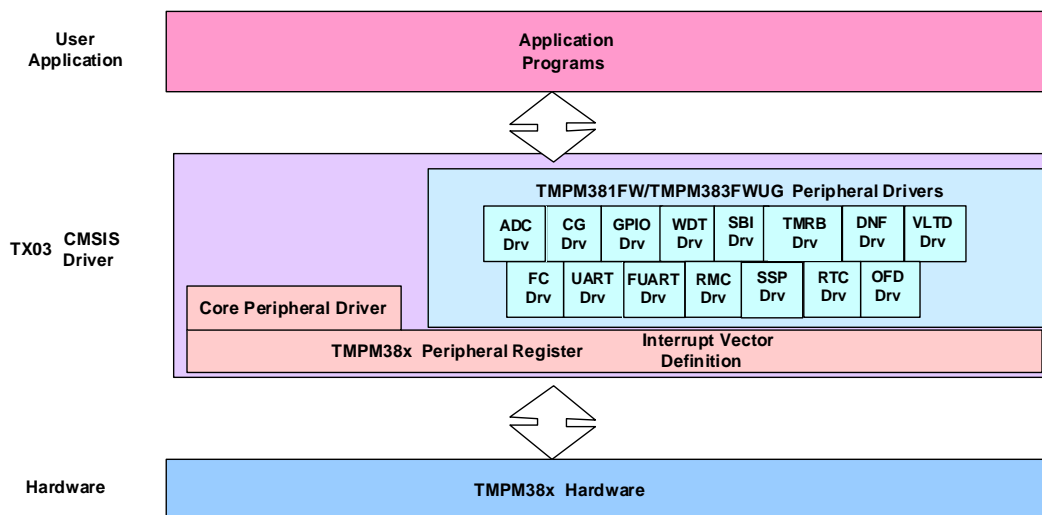 User
Application
Application
Programs
TX03 CMSIS
Driver
TMPM381FW/TMPM383FWUG Peripheral Drivers
ADC
Drv
CG
Drv
GPIO
Drv
WDT
Drv
SBI
Drv
TMRB
Drv
DNF
Drv
VLTD
Drv
FC
Drv
UART
Drv
FUART
Drv
RMC
Drv
SSP
Drv
RTC
Drv
OFD
Drv
Core Peripheral Driver
TMPM38x Peripheral Register
Interrupt Vector
Definition
Hardware
TMPM38x Hardware